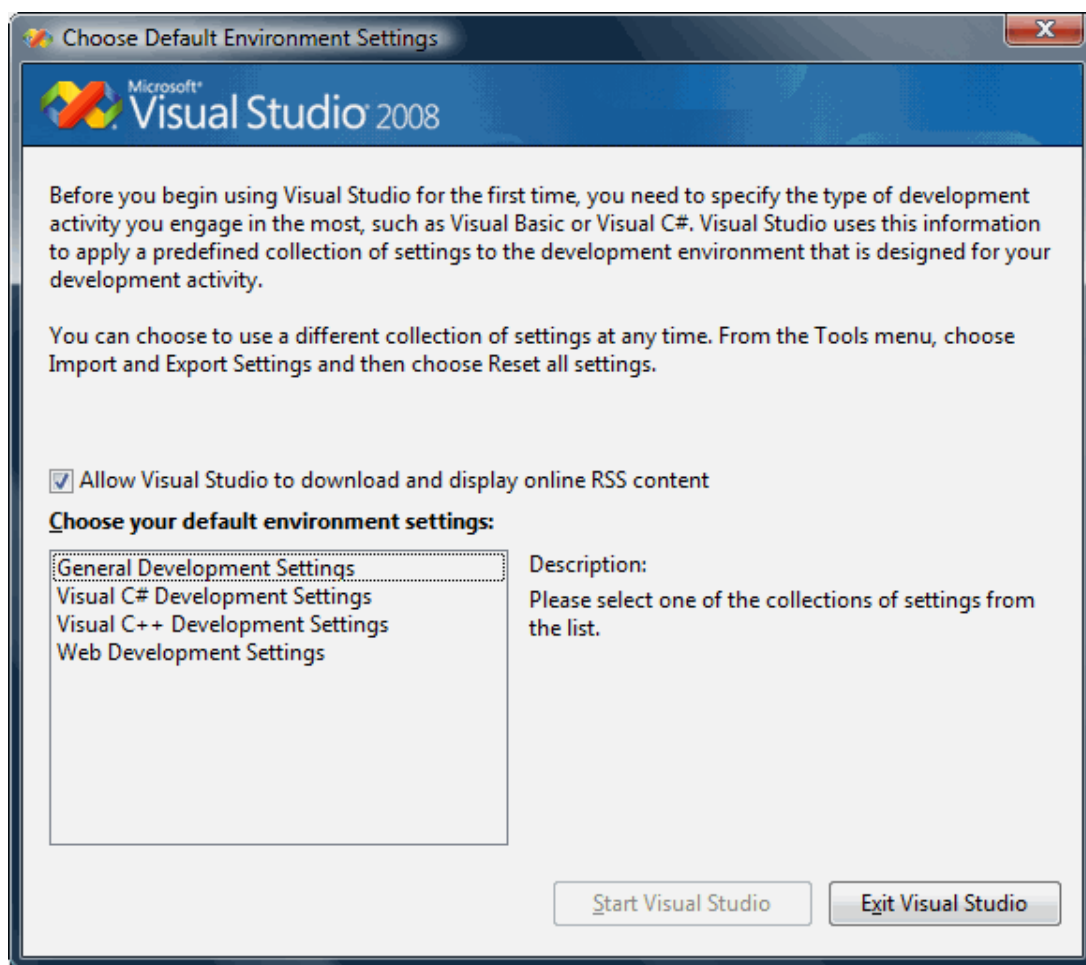 Choose Default Environment Settings
Microsoft®
Visual Studio® 2008
Before you begin using Visual Studio for the first time, you need to specify the type of development
activity you engage in the most, such as Visual Basic or Visual C#. Visual Studio uses this information
to apply a predefined collection of settings to the development environment that is designed for your
development activity.
You can choose to use a different collection of settings at any time. From the Tools menu, choose
Import and Export Settings and then choose Reset all settings.
Allow Visual Studio to download and display online RSS content
Choose your default environment settings:
General Development Settings
Visual C# Development Settings
Visual C++ Development Settings
Web Development Settings
Description:
Please select one of the collections of settings from
the list.
Start Visual Studio
Exit Visual Studio